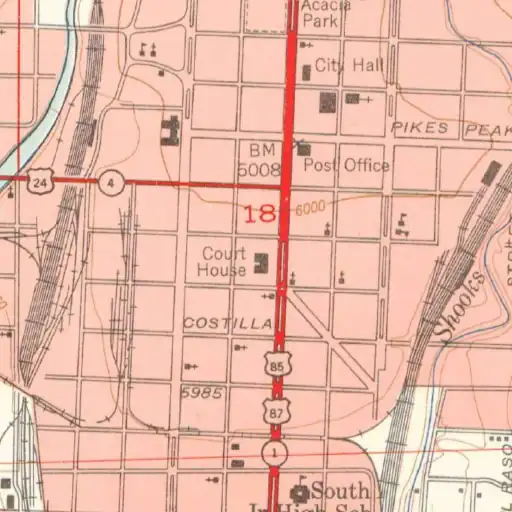 Acacia
Park
City Hall
PIKES PEAK
BM
5008
Post Office
24
4
18
6000
Court
House
Shooks
COSTILLA
85
5985
87
1
South
Jr High Sch